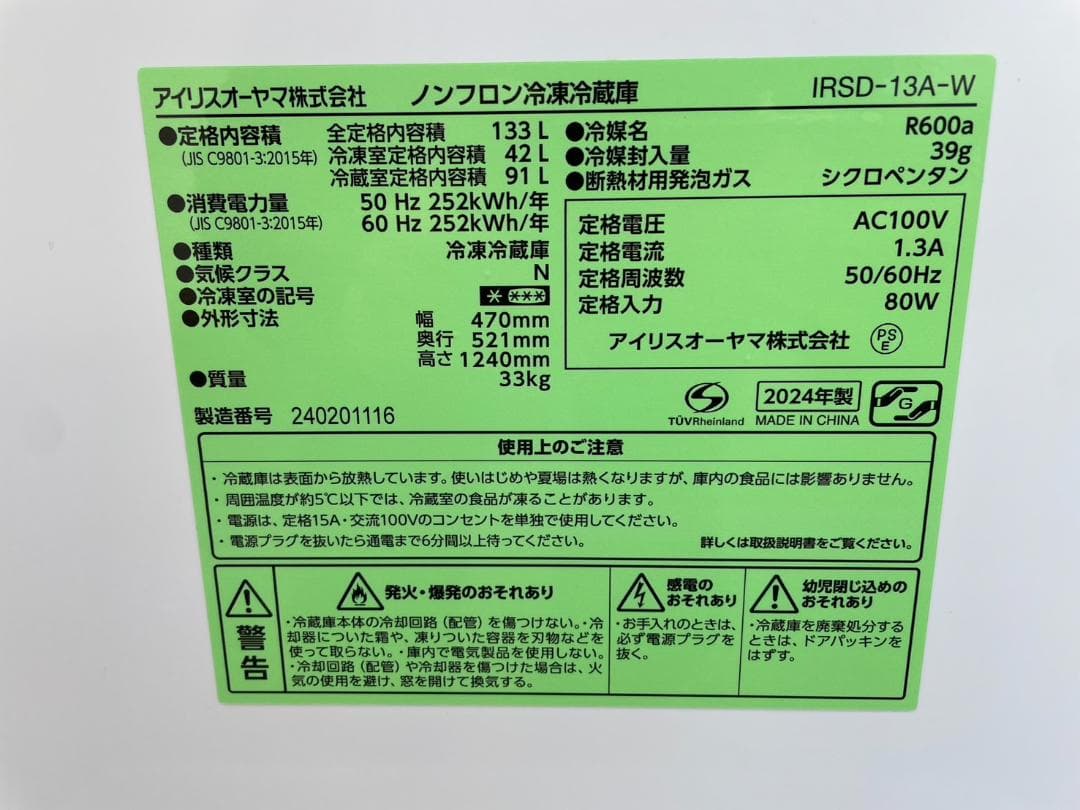 アイリスオーヤマ株式会社 ノンフロン冷凍冷蔵庫 IRSD-13A-W
●定格内容積 全定格内容積 133 L
(JIS C9801-3:2015年) 冷凍室定格内容積 42 L
冷蔵室定格内容積 91 L
●消費電力量 50 Hz 252kWh/年
(JIS C9801-3:2015年) 60 Hz 252kWh/年
●種類 冷凍冷蔵庫
●気候クラス N
●冷凍室の記号 * ***
●外形寸法 幅 470mm
奥行 521mm
高さ 1240mm
●質量 33kg
製造番号 240201116
●冷媒名 R600a
●冷媒封入量 39g
●断熱材用発泡ガス シクロペンタン
定格電圧 AC100V
定格電流 1.3A
定格周波数 50/60Hz
定格入力 80W
アイリスオーヤマ株式会社 PSE
TÜVRheinland
2024年製
MADE IN CHINA
G
使用上のご注意
・冷蔵庫は表面から放熱しています。使いはじめや夏場は熱くなりますが、庫内の食品には影響ありません。
・周囲温度が約5℃以下では、冷蔵室の食品が凍ることがあります。
・電源は、定格15A・交流100Vのコンセントを単独で使用してください。
・電源プラグを抜いたら通電まで6分間以上待ってください。 詳しくは取扱説明書をご覧ください。
警告
発火・爆発のおそれあり
・冷蔵庫本体の冷却回路（配管）を傷つけない。・冷
却器についた霜や、凍りついた容器を刃物などを
使って取らない。・庫内で電気製品を使用しない。
・冷却回路（配管）や冷却器を傷つけた場合は、火
気の使用を避け、窓を開けて換気する。
感電の
おそれあり
・お手入れのときは、
必ず電源プラグを
抜く。
幼児閉じ込めの
おそれあり
・冷蔵庫を廃棄処分する
ときは、ドアパッキンを
はずす。